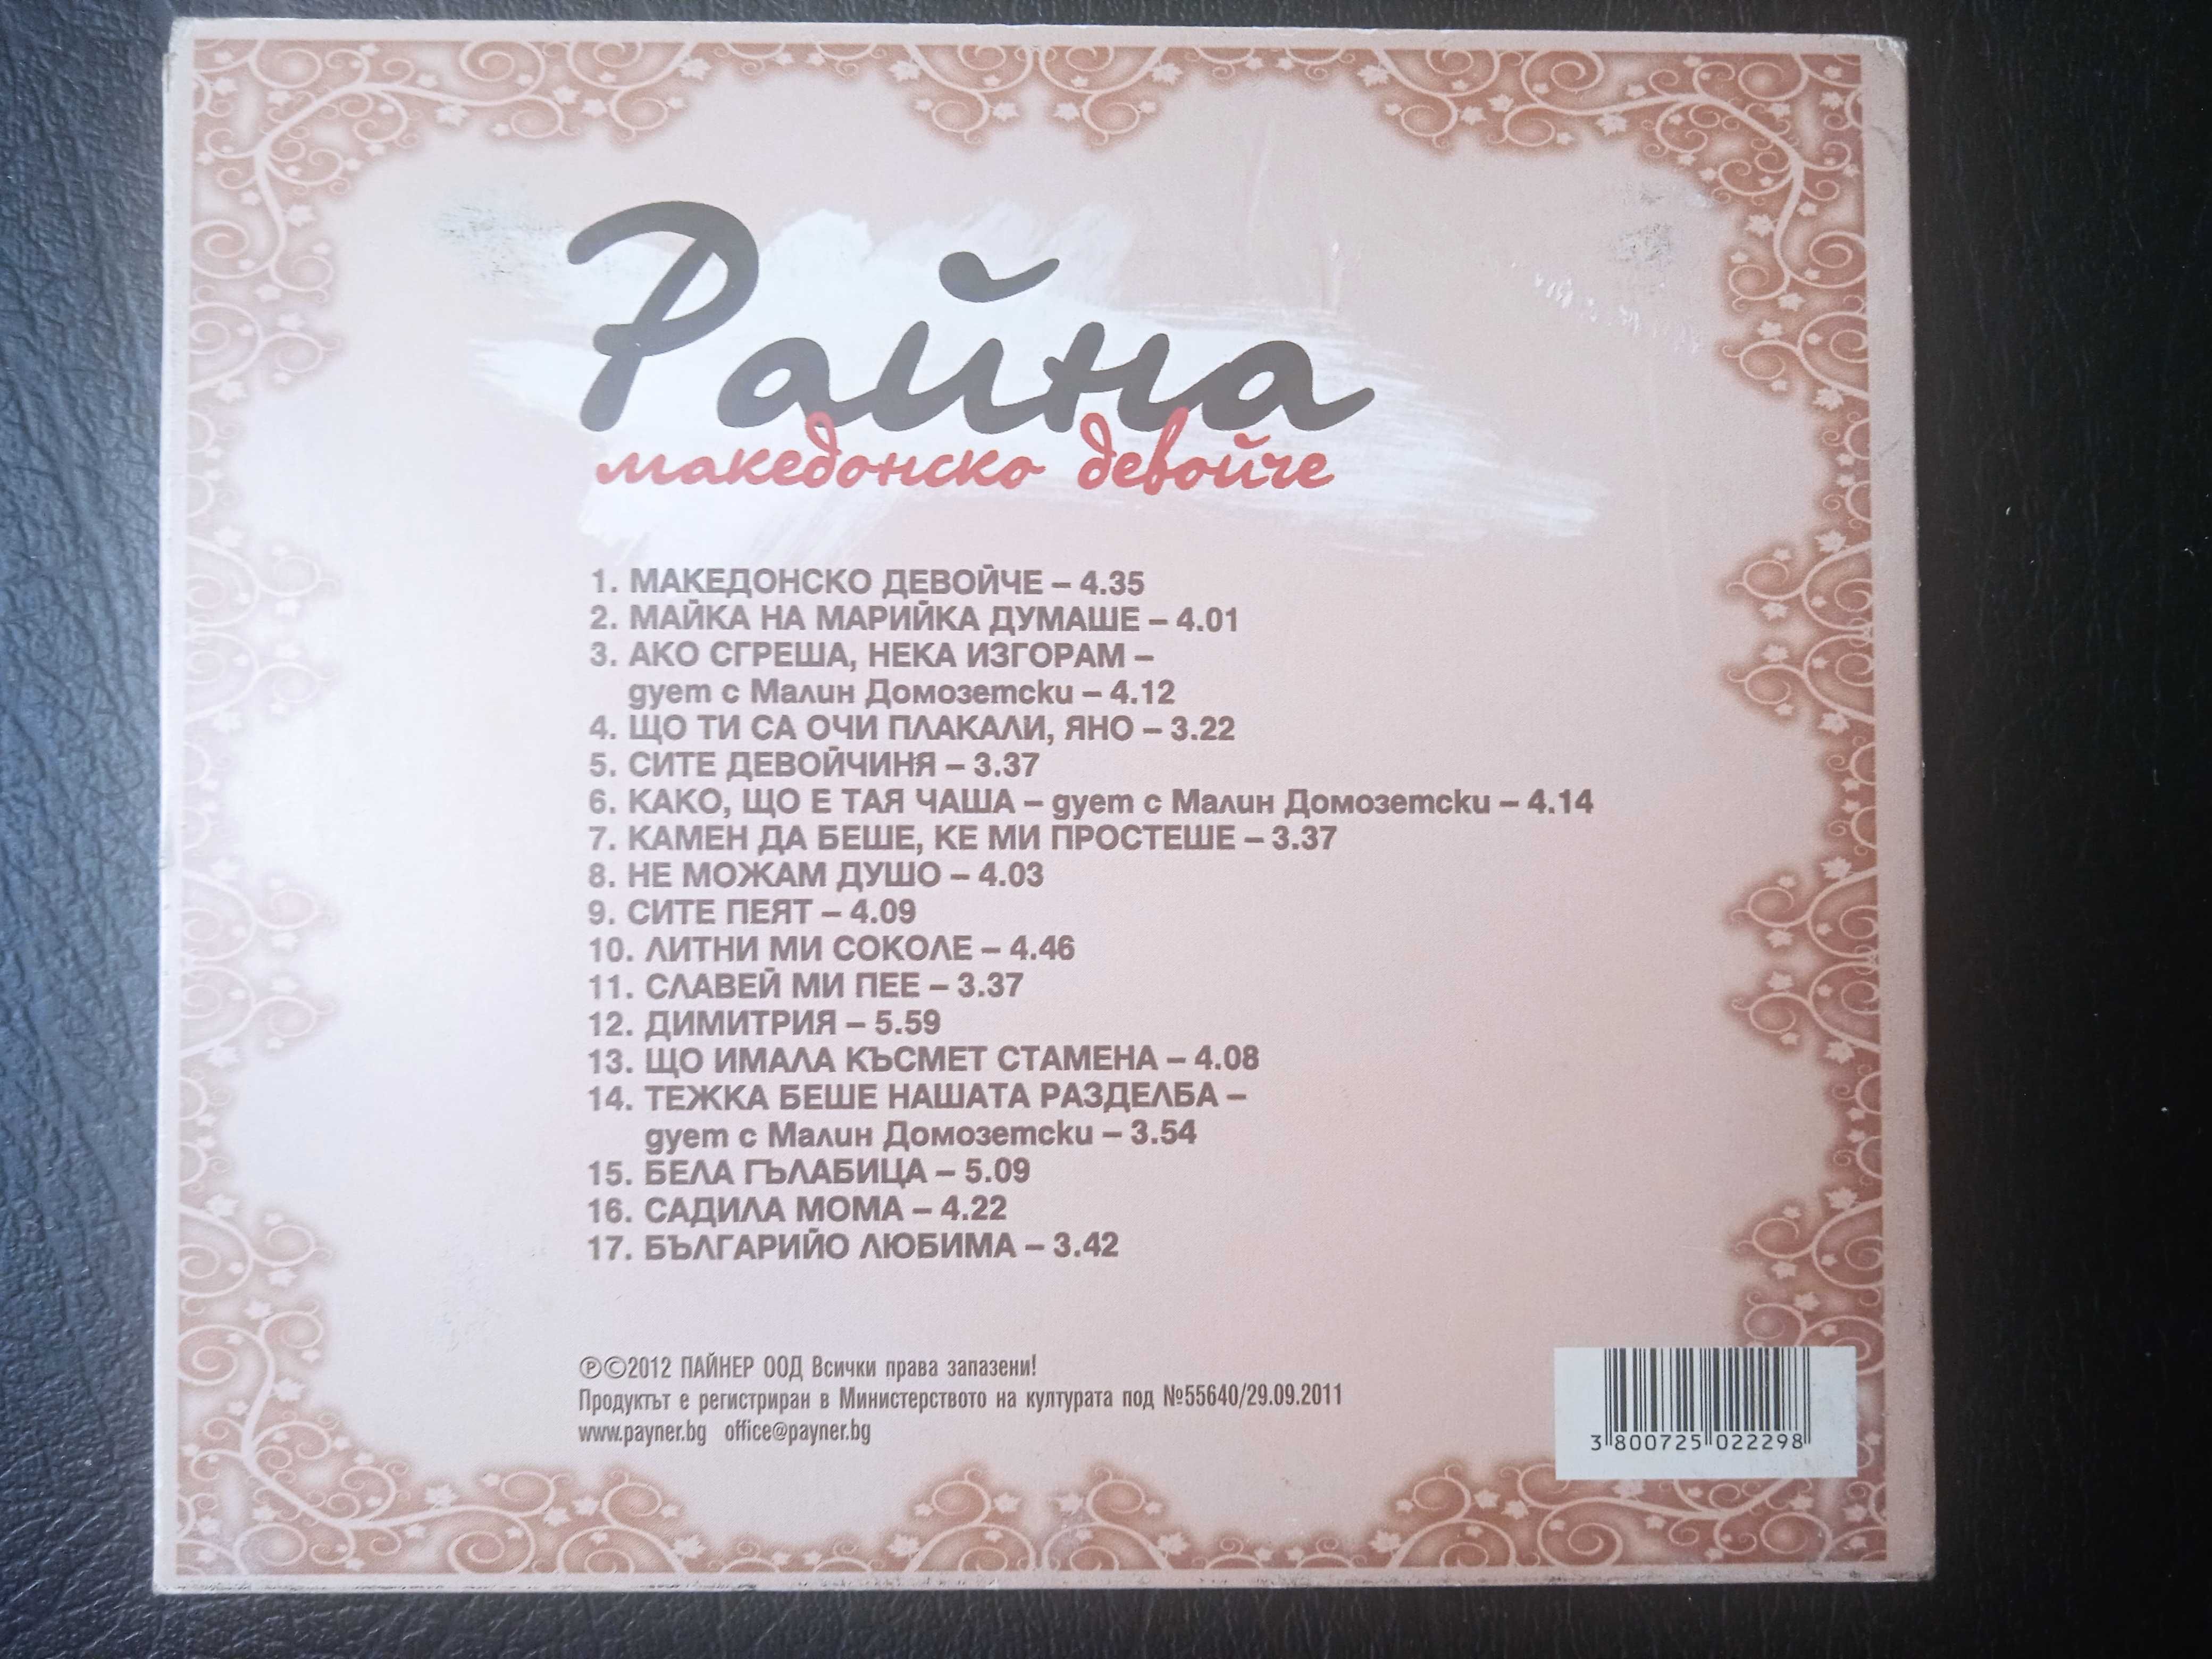 Райна
македонско девойче
1. МАКЕДОНСКО ДЕВОЙЧЕ – 4.35
2. МАЙКА НА МАРИЙКА ДУМАШЕ – 4.01
3. АКО СГРЕША, НЕКА ИЗГОРАМ –
дует с Малин Домозетски – 4.12
4. ЩО ТИ СА ОЧИ ПЛАКАЛИ, ЯНО – 3.22
5. СИТЕ ДЕВОЙЧИНЯ – 3.37
6. КАКО, ЩО Е ТАЯ ЧАША – дует с Малин Домозетски – 4.14
7. КАМЕН ДА БЕШЕ, КЕ МИ ПРОСТЕШЕ – 3.37
8. НЕ МОЖАМ ДУШО – 4.03
9. СИТЕ ПЕЯТ – 4.09
10. ЛИТНИ МИ СОКОЛЕ – 4.46
11. СЛАВЕЙ МИ ПЕЕ – 3.37
12. ДИМИТРИЯ – 5.59
13. ЩО ИМАЛА КЪСМЕТ СТАМЕНА – 4.08
14. ТЕЖКА БЕШЕ НАШАТА РАЗДЕЛБА –
дует с Малин Домозетски – 3.54
15. БЕЛА ГЪЛАБИЦА – 5.09
16. САДИЛА МОМА – 4.22
17. БЪЛГАРИЙО ЛЮБИМА – 3.42
℗©2012 ПАЙНЕР ООД Всички права запазени!
Продуктът е регистриран в Министерството на културата под №55640/29.09.2011
www.payner.bg office@payner.bg
3 800725 022298